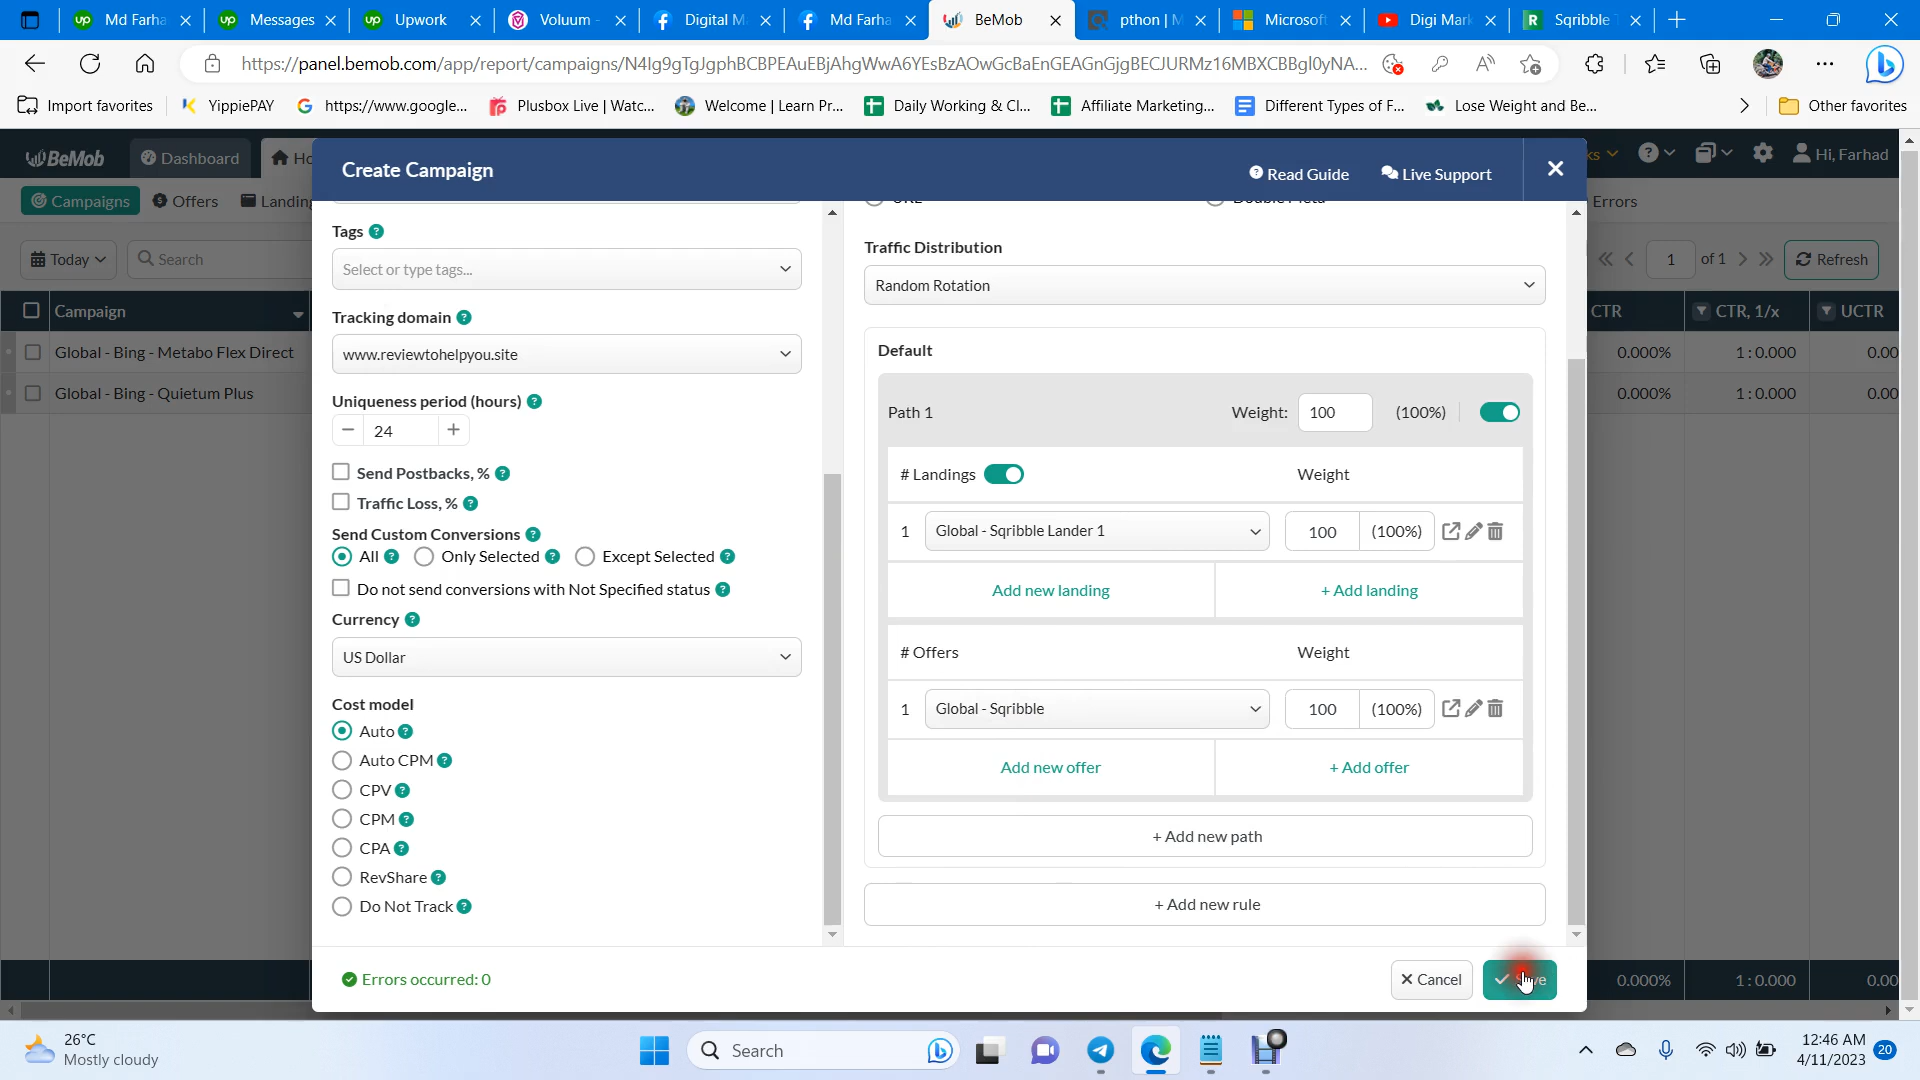 Md Farha
Messages
Upwork
Voluum -
Digital M
Md Farha
BeMob
pthon | M
Microsoft
Digi Mark
Sqribble T
https://panel.bemob.com/app/report/campaigns/N4Ig9gTgJgphBCBPEAuEBjAhgWwA6YEsBzAOwGcBaEnGEAGnGjgBECJURMz16MBXCBBgl0yNA...
Import favorites
YippiePAY
https://www.google...
Plusbox Live | Watc...
Welcome | Learn Pr...
Daily Working & Cl...
Affiliate Marketing...
Different Types of F...
Lose Weight and Be...
Other favorites
BeMob
Dashboard
Ho
Hi, Farhad
Campaigns
Offers
Landing
Errors
Today
Search
1
of 1
Refresh
Campaign
CTR
CTR, 1/x
UCTR
Global - Bing - Metabo Flex Direct
0.000%
1:0.000
0.00
Global - Bing - Quietum Plus
0.000%
1:0.000
0.00
0.000%
1:0.000
0.00
Create Campaign
Read Guide
Live Support
Tags
Select or type tags...
Tracking domain
www.reviewtohelpyou.site
Uniqueness period (hours)
24
Send Postbacks, %
Traffic Loss, %
Send Custom Conversions
All
Only Selected
Except Selected
Do not send conversions with Not Specified status
Currency
US Dollar
Cost model
Auto
Auto CPM
CPV
CPM
CPA
RevShare
Do Not Track
Traffic Distribution
Random Rotation
Default
Path 1
Weight:
100
(100%)
# Landings
Weight
1
Global - Sqribble Lander 1
100
(100%)
Add new landing
+ Add landing
# Offers
Weight
1
Global - Sqribble
100
(100%)
Add new offer
+ Add offer
+ Add new path
+ Add new rule
Errors occurred: 0
Cancel
26°C
Mostly cloudy
Search
12:46 AM
4/11/2023
20